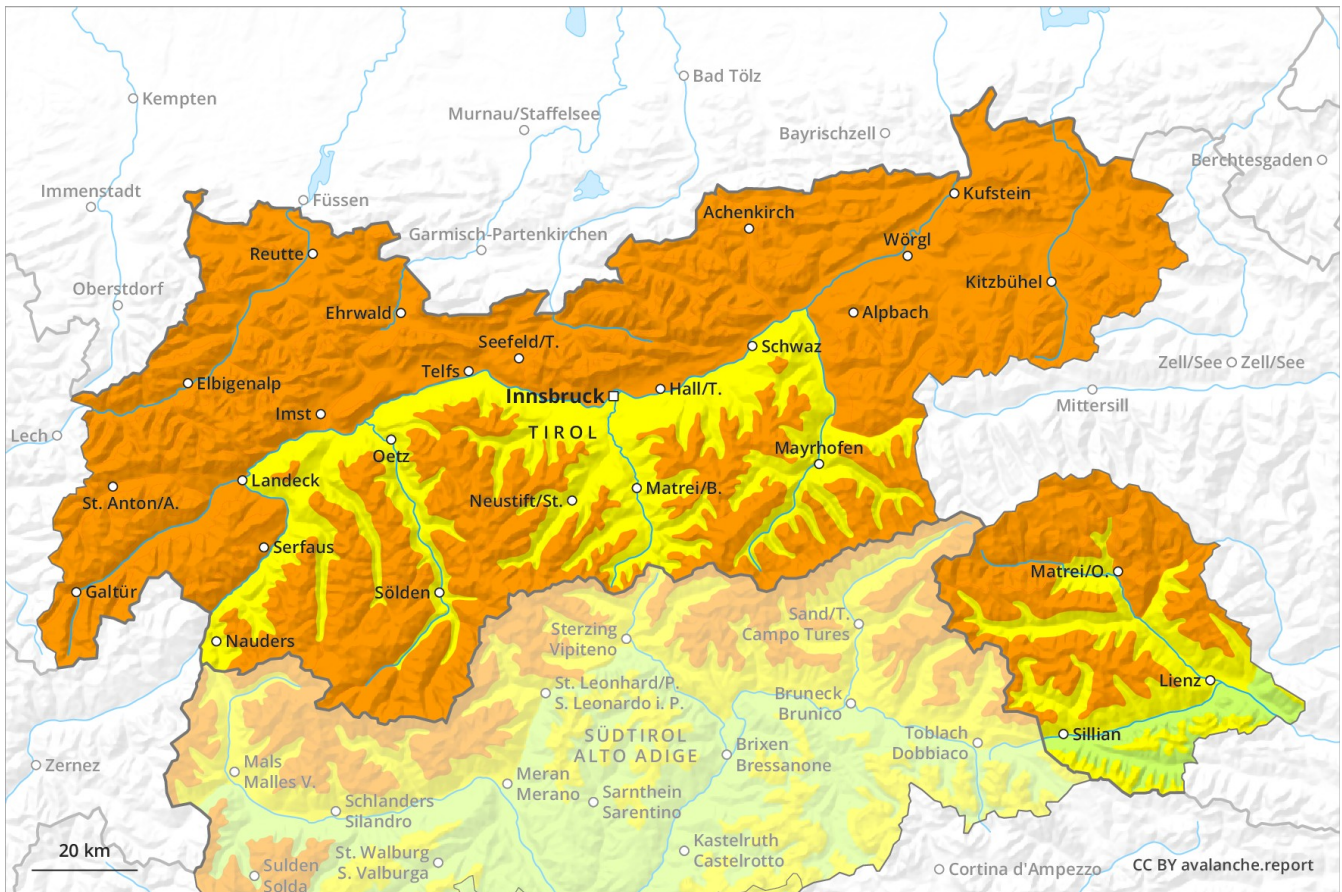 Bad Tölz
Kempten
Murnau/Staffelsee
Bayrischzell
Berchtesgaden
Immenstadt
Füssen
Kufstein
Achenkirch
Garmisch-Partenkirchen
Wörgl
Reutte
Kitzbühel
Oberstdorf
Ehrwald
Alpbach
Seefeld/T.
Schwaz
Zell/See
Zell/See
Telfs
Elbigenalp
Hall/T.
Innsbruck
Mittersill
Imst
TIROL
Lech
Mayrhofen
Oetz
Landeck
Matrei/B.
St. Anton/A.
Neustift/St.
Serfaus
Matrei/O.
Galtür
Sölden
Sand/T.
Campo Tures
Sterzing
Vipiteno
Nauders
Lienz
St. Leonhard/P.
S. Leonardo i. P.
Bruneck
Brunico
SÜDTIROL
ALTO ADIGE
Toblach
Dobbiaco
Sillian
Brixen
Bressanone
Zernez
Mals
Malles V.
Meran
Merano
Sarnthein
Sarentino
Schlanders
Silandro
Kastelruth
Castelrotto
20 km
St. Walburg
S. Valburga
Sulden
Solda
Cortina d'Ampezzo
CC BY avalanche.report